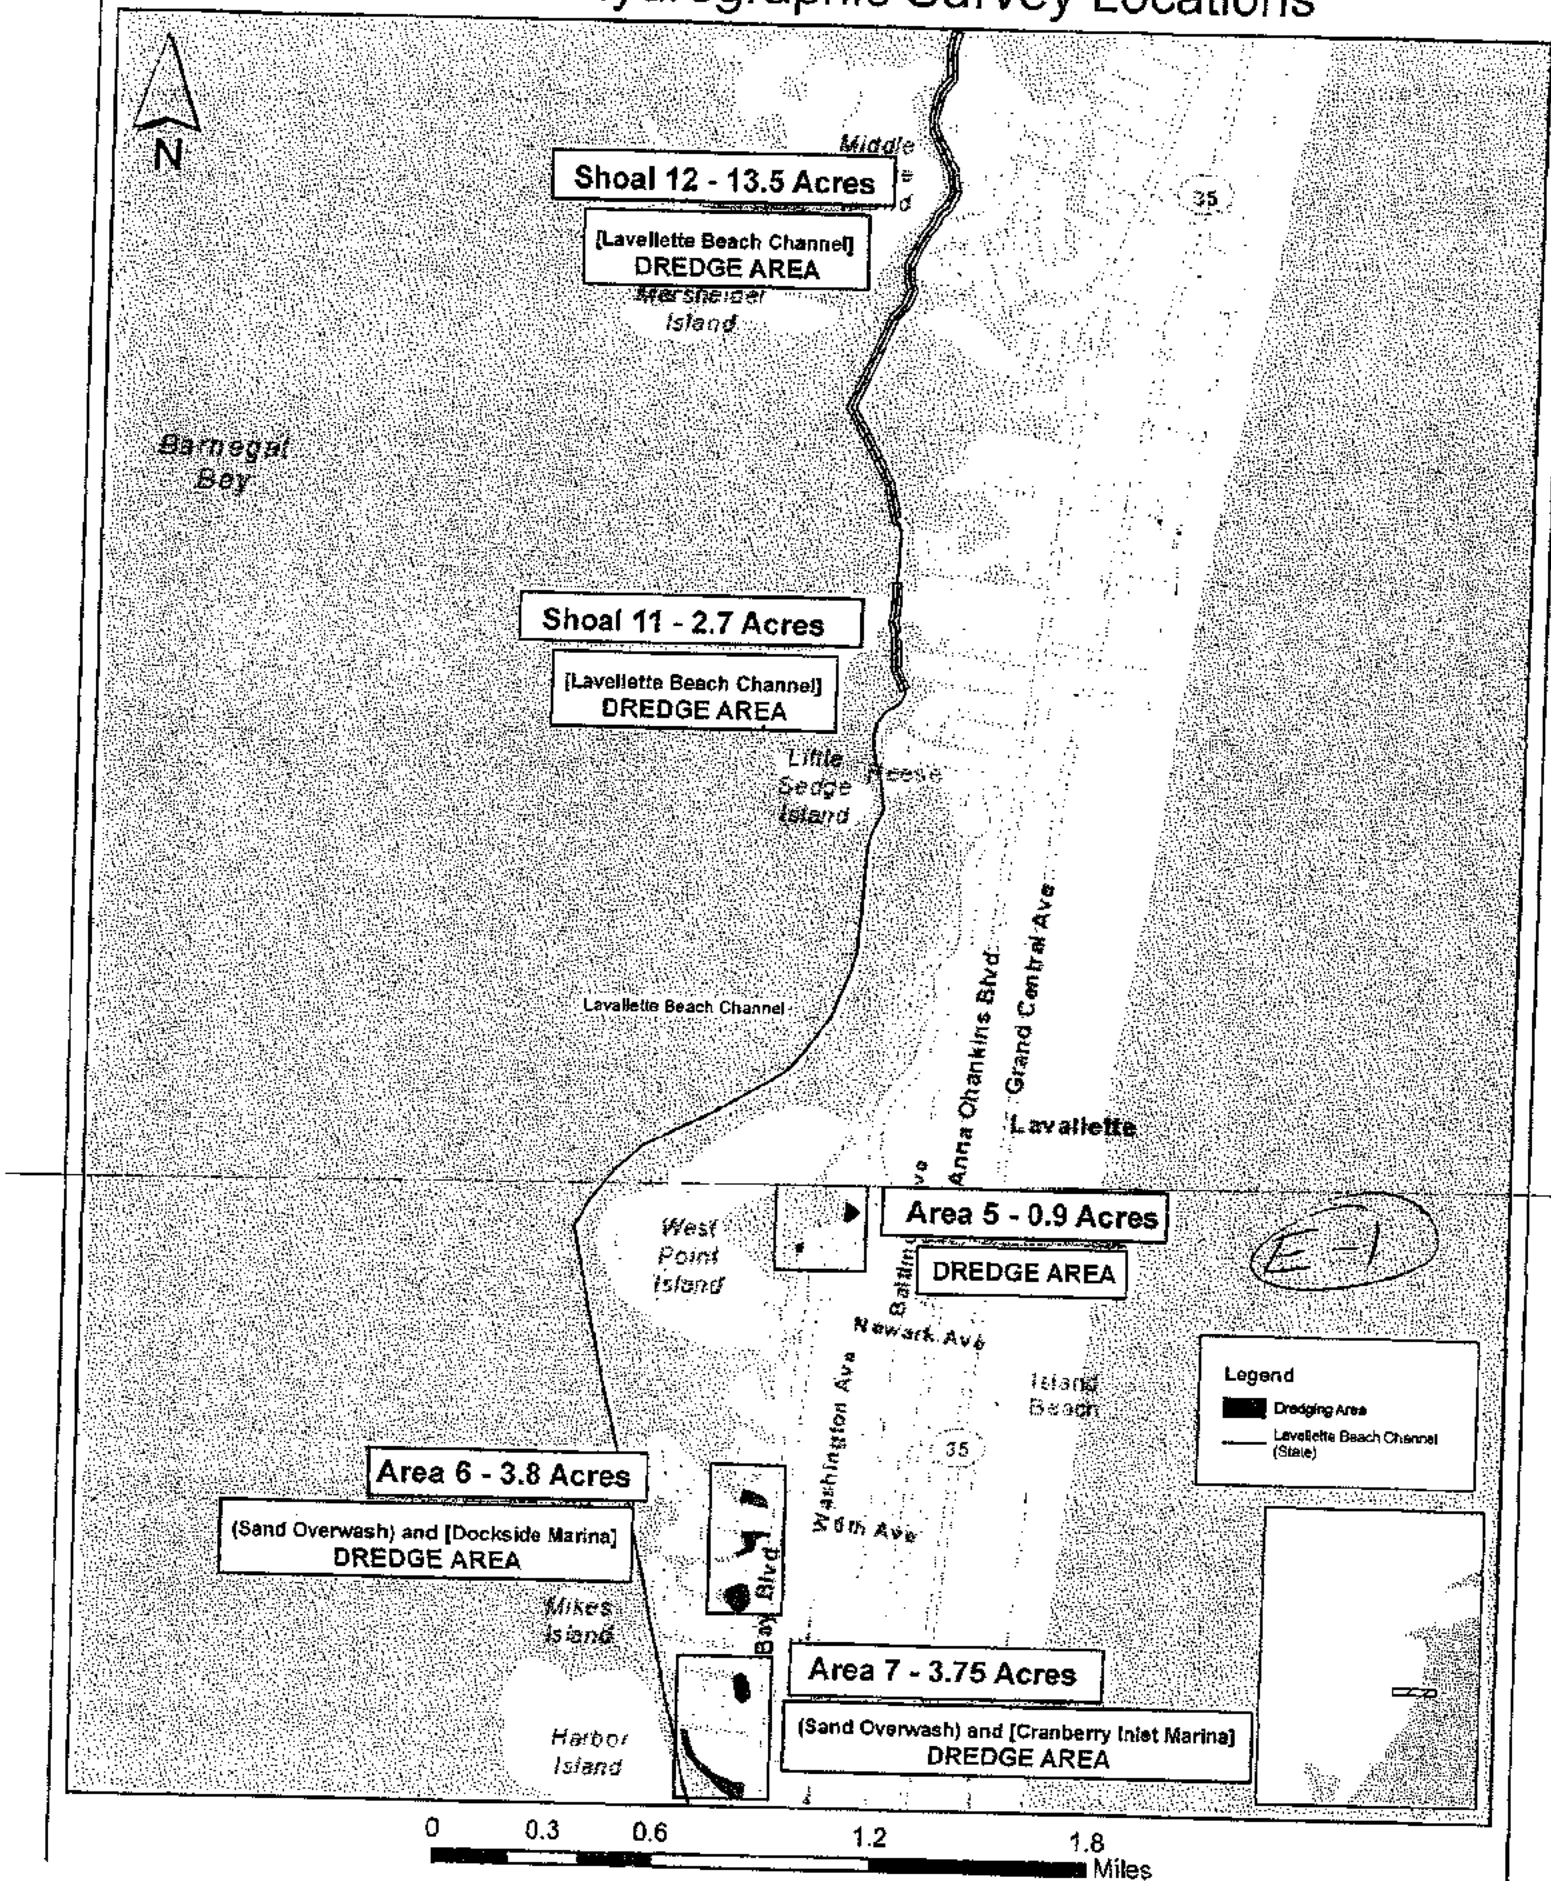 Survey Locations
N
Middle
Shoal 12 - 13.5 Acres
35
[Lavellette Beach Channel]
DREDGE AREA
Island
Barnegat
Bay
Shoal 11 - 2.7 Acres
[Lavellette Beach Channel]
DREDGE AREA
Little
Sedge
Island
Reese
Grand Central Ave
Lavallette Beach Channel
Lavallette
Area 5 - 0.9 Acres
West
Point
Island
E-1
DREDGE AREA
Newark Ave
Island
Beach
Washington Ave
35
Legend
Dredging Area
Lavellette Beach Channel
(State)
Area 6 - 3.8 Acres
6th Ave
(Sand Overwash) and [Dockside Marina]
DREDGE AREA
Bay Blvd
Mikes
Island
Area 7 - 3.75 Acres
(Sand Overwash) and [Cranberry Inlet Marina]
DREDGE AREA
Harbor
Island
0 0.3 0.6 1.2 1.8
Miles